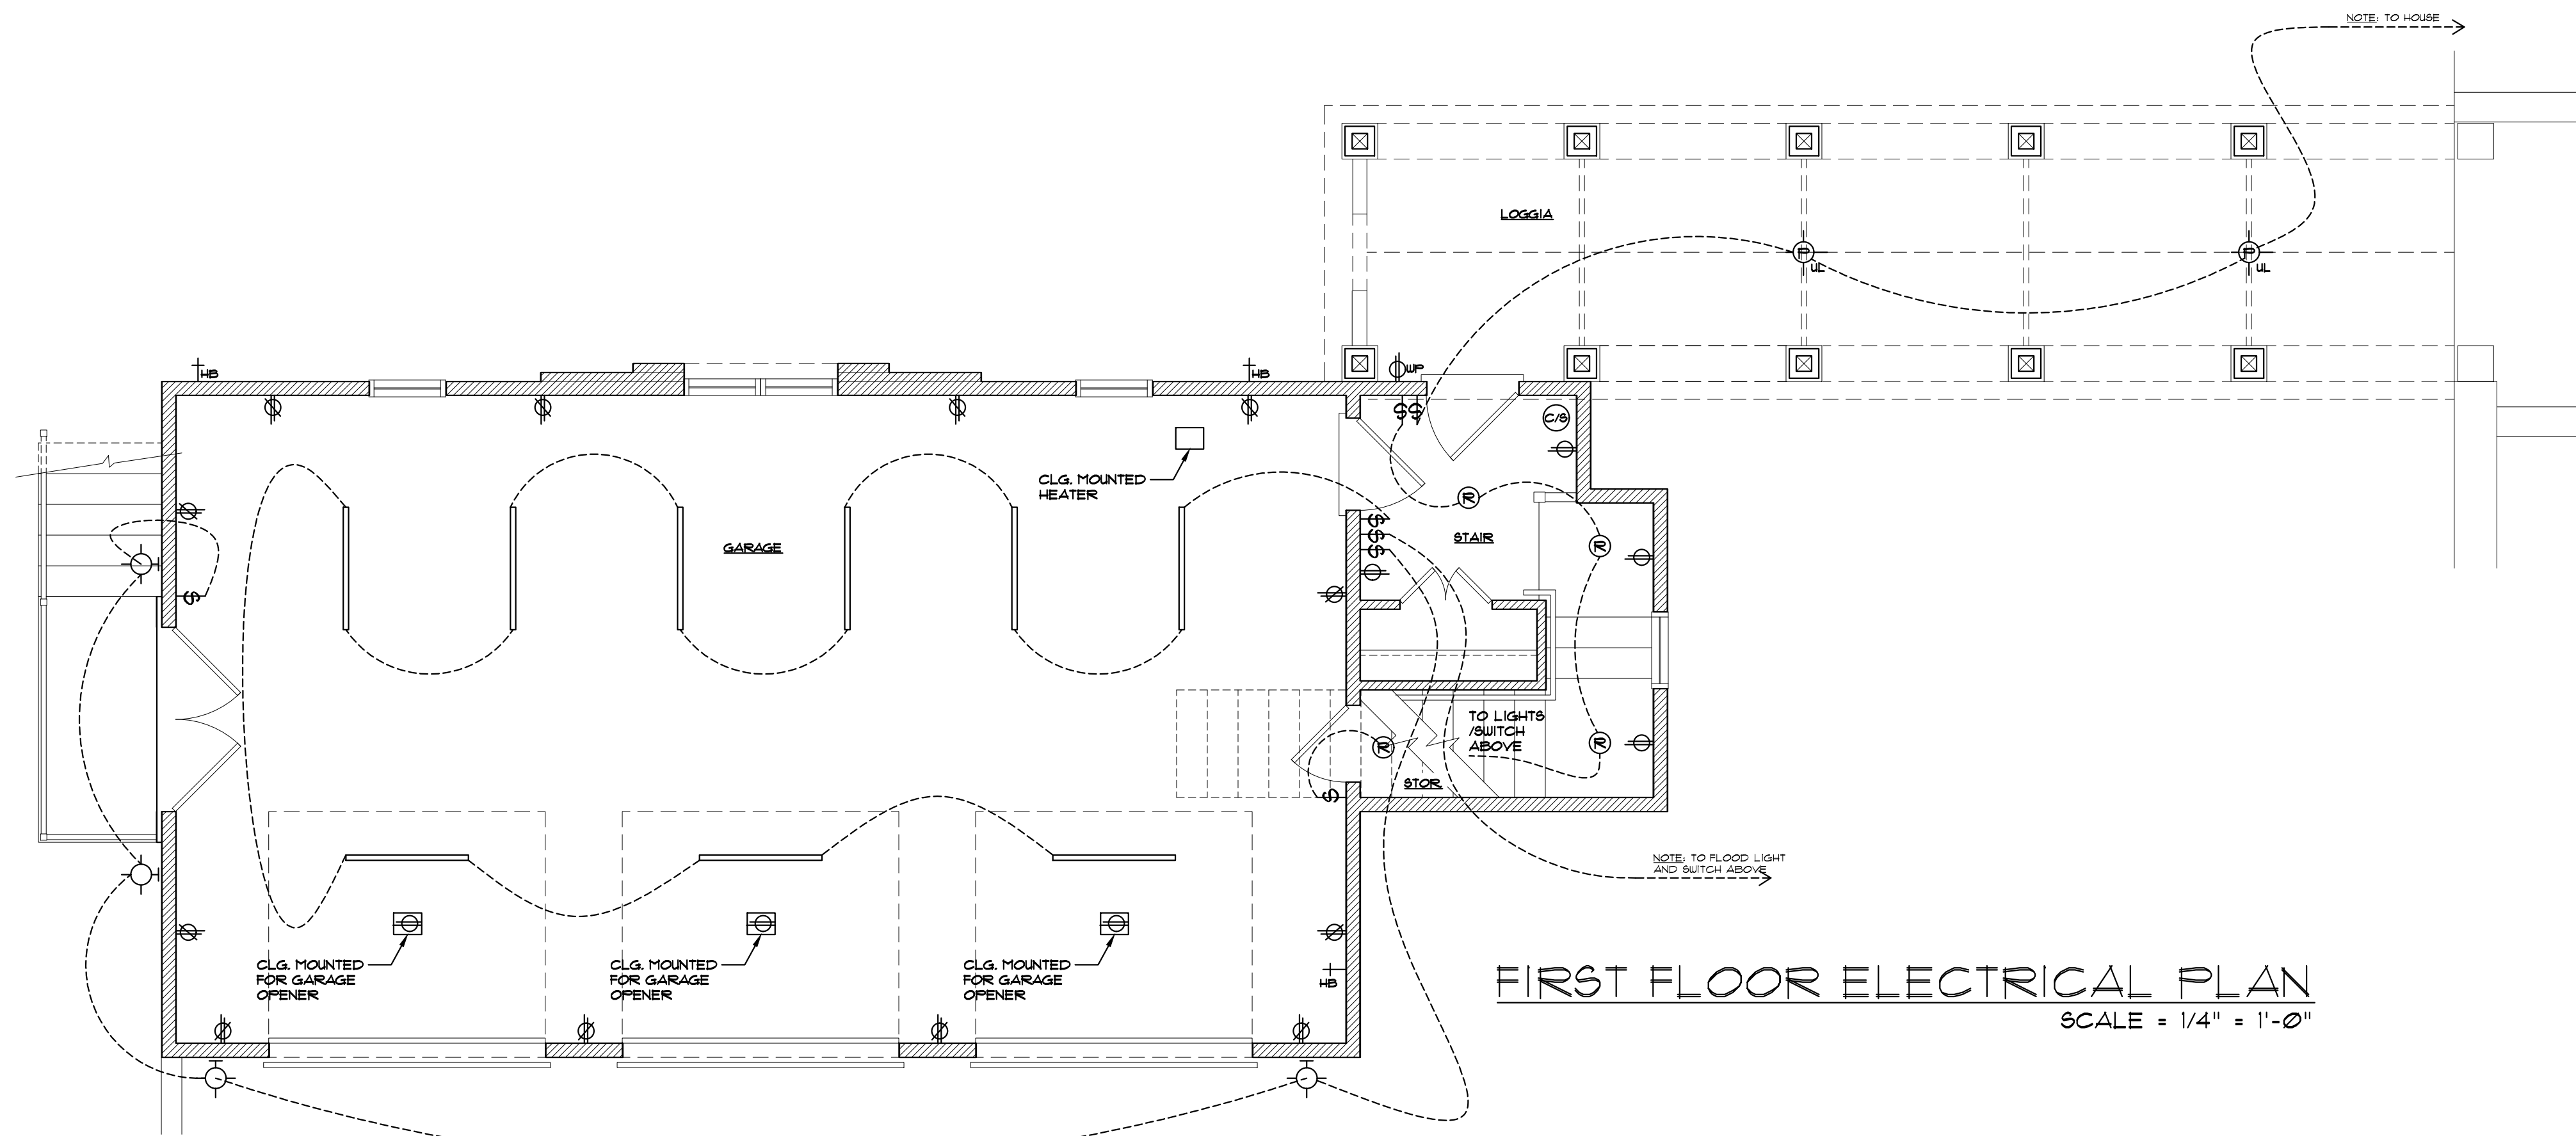 NOTE: TO HOUSE
LOGGIA
P
UL
P
UL
HB
HB
WP
S S
C/S
CLG. MOUNTED
HEATER
R
GARAGE
S
S
S
STAIR
R
S
TO LIGHTS
/SWITCH
ABOVE
R
R
STOR.
S
NOTE: TO FLOOD LIGHT
AND SWITCH ABOVE
CLG. MOUNTED
FOR GARAGE
OPENER
CLG. MOUNTED
FOR GARAGE
OPENER
CLG. MOUNTED
FOR GARAGE
OPENER
HB
FIRST FLOOR ELECTRICAL PLAN
SCALE = 1/4" = 1'-0"